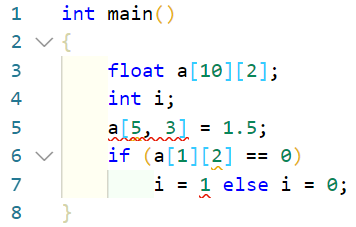 1 int main()
2 {
3 float a[10][2];
4 int i;
5 a[5, 3] = 1.5;
6 if (a[1][2] == 0)
7 i = 1 else i = 0;
8 }